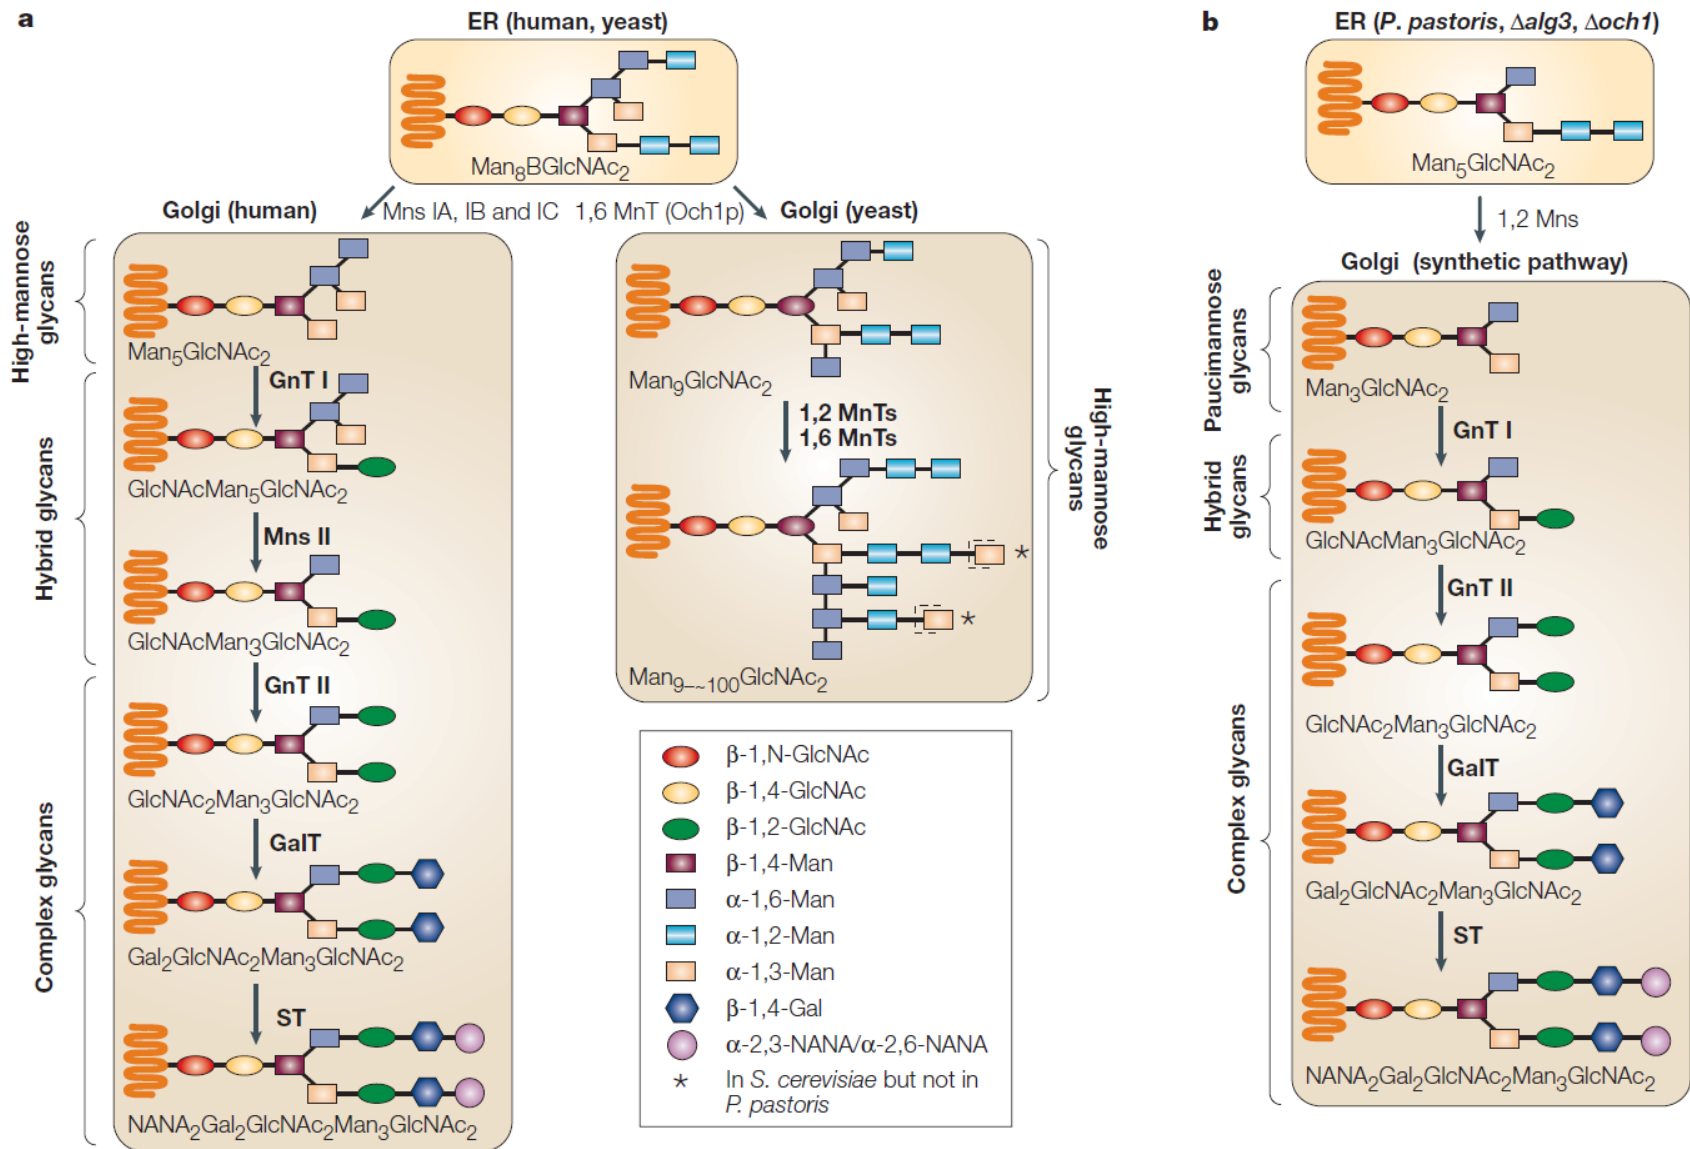 a
ER (human, yeast)
Man₈BGlcNAc₂
Golgi (human)
Mns IA, IB and IC
1,6 MnT (Och1p)
Golgi (yeast)
High-mannose
glycans
Man₅GlcNAc₂
GnT I
Hybrid glycans
GlcNAcMan₅GlcNAc₂
Mns II
GlcNAcMan₃GlcNAc₂
GnT II
Complex glycans
GlcNAc₂Man₃GlcNAc₂
GalT
Gal₂GlcNAc₂Man₃GlcNAc₂
ST
NANA₂Gal₂GlcNAc₂Man₃GlcNAc₂
Man₉GlcNAc₂
1,2 MnTs
1,6 MnTs
*
*
Man₉₋~₁₀₀GlcNAc₂
High-mannose
glycans
β-1,N-GlcNAc
β-1,4-GlcNAc
β-1,2-GlcNAc
β-1,4-Man
α-1,6-Man
α-1,2-Man
α-1,3-Man
β-1,4-Gal
α-2,3-NANA/α-2,6-NANA
* In S. cerevisiae but not in
P. pastoris
b
ER (P. pastoris, Δalg3, Δoch1)
Man₅GlcNAc₂
1,2 Mns
Golgi (synthetic pathway)
Paucimannose
glycans
Man₃GlcNAc₂
GnT I
Hybrid
glycans
GlcNAcMan₃GlcNAc₂
GnT II
Complex glycans
GlcNAc₂Man₃GlcNAc₂
GalT
Gal₂GlcNAc₂Man₃GlcNAc₂
ST
NANA₂Gal₂GlcNAc₂Man₃GlcNAc₂